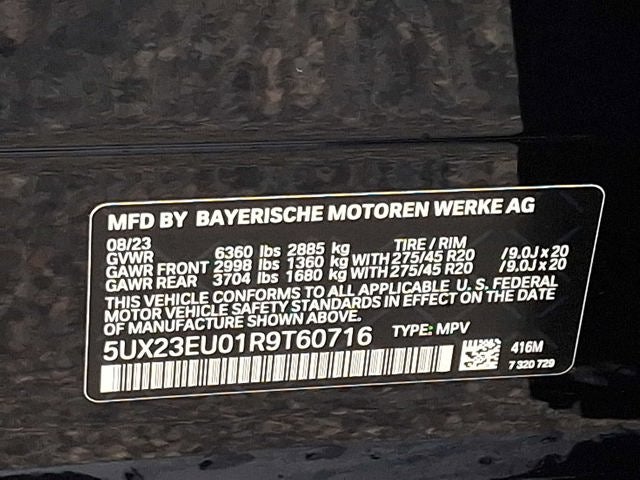 MFD BY BAYERISCHE MOTOREN WERKE AG
08/23 TIRE / RIM
GVWR 6360 lbs 2885 kg
GAWR FRONT 2998 lbs 1360 kg WITH 275/45 R20 /9.0J x 20
GAWR REAR 3704 lbs 1680 kg WITH 275/45 R20 /9.0J x 20
THIS VEHICLE CONFORMS TO ALL APPLICABLE U. S. FEDERAL
MOTOR VEHICLE SAFETY STANDARDS IN EFFECT ON THE DATE
OF MANUFACTURE SHOWN ABOVE.
5UX23EU01R9T60716 TYPE: MPV
416M
7 320 729